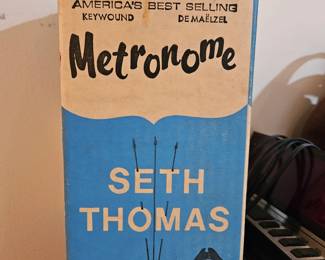 AMERICA'S BEST SELLING
KEYWOUND DE MAËLZEL
Metronome
SETH
THOMAS